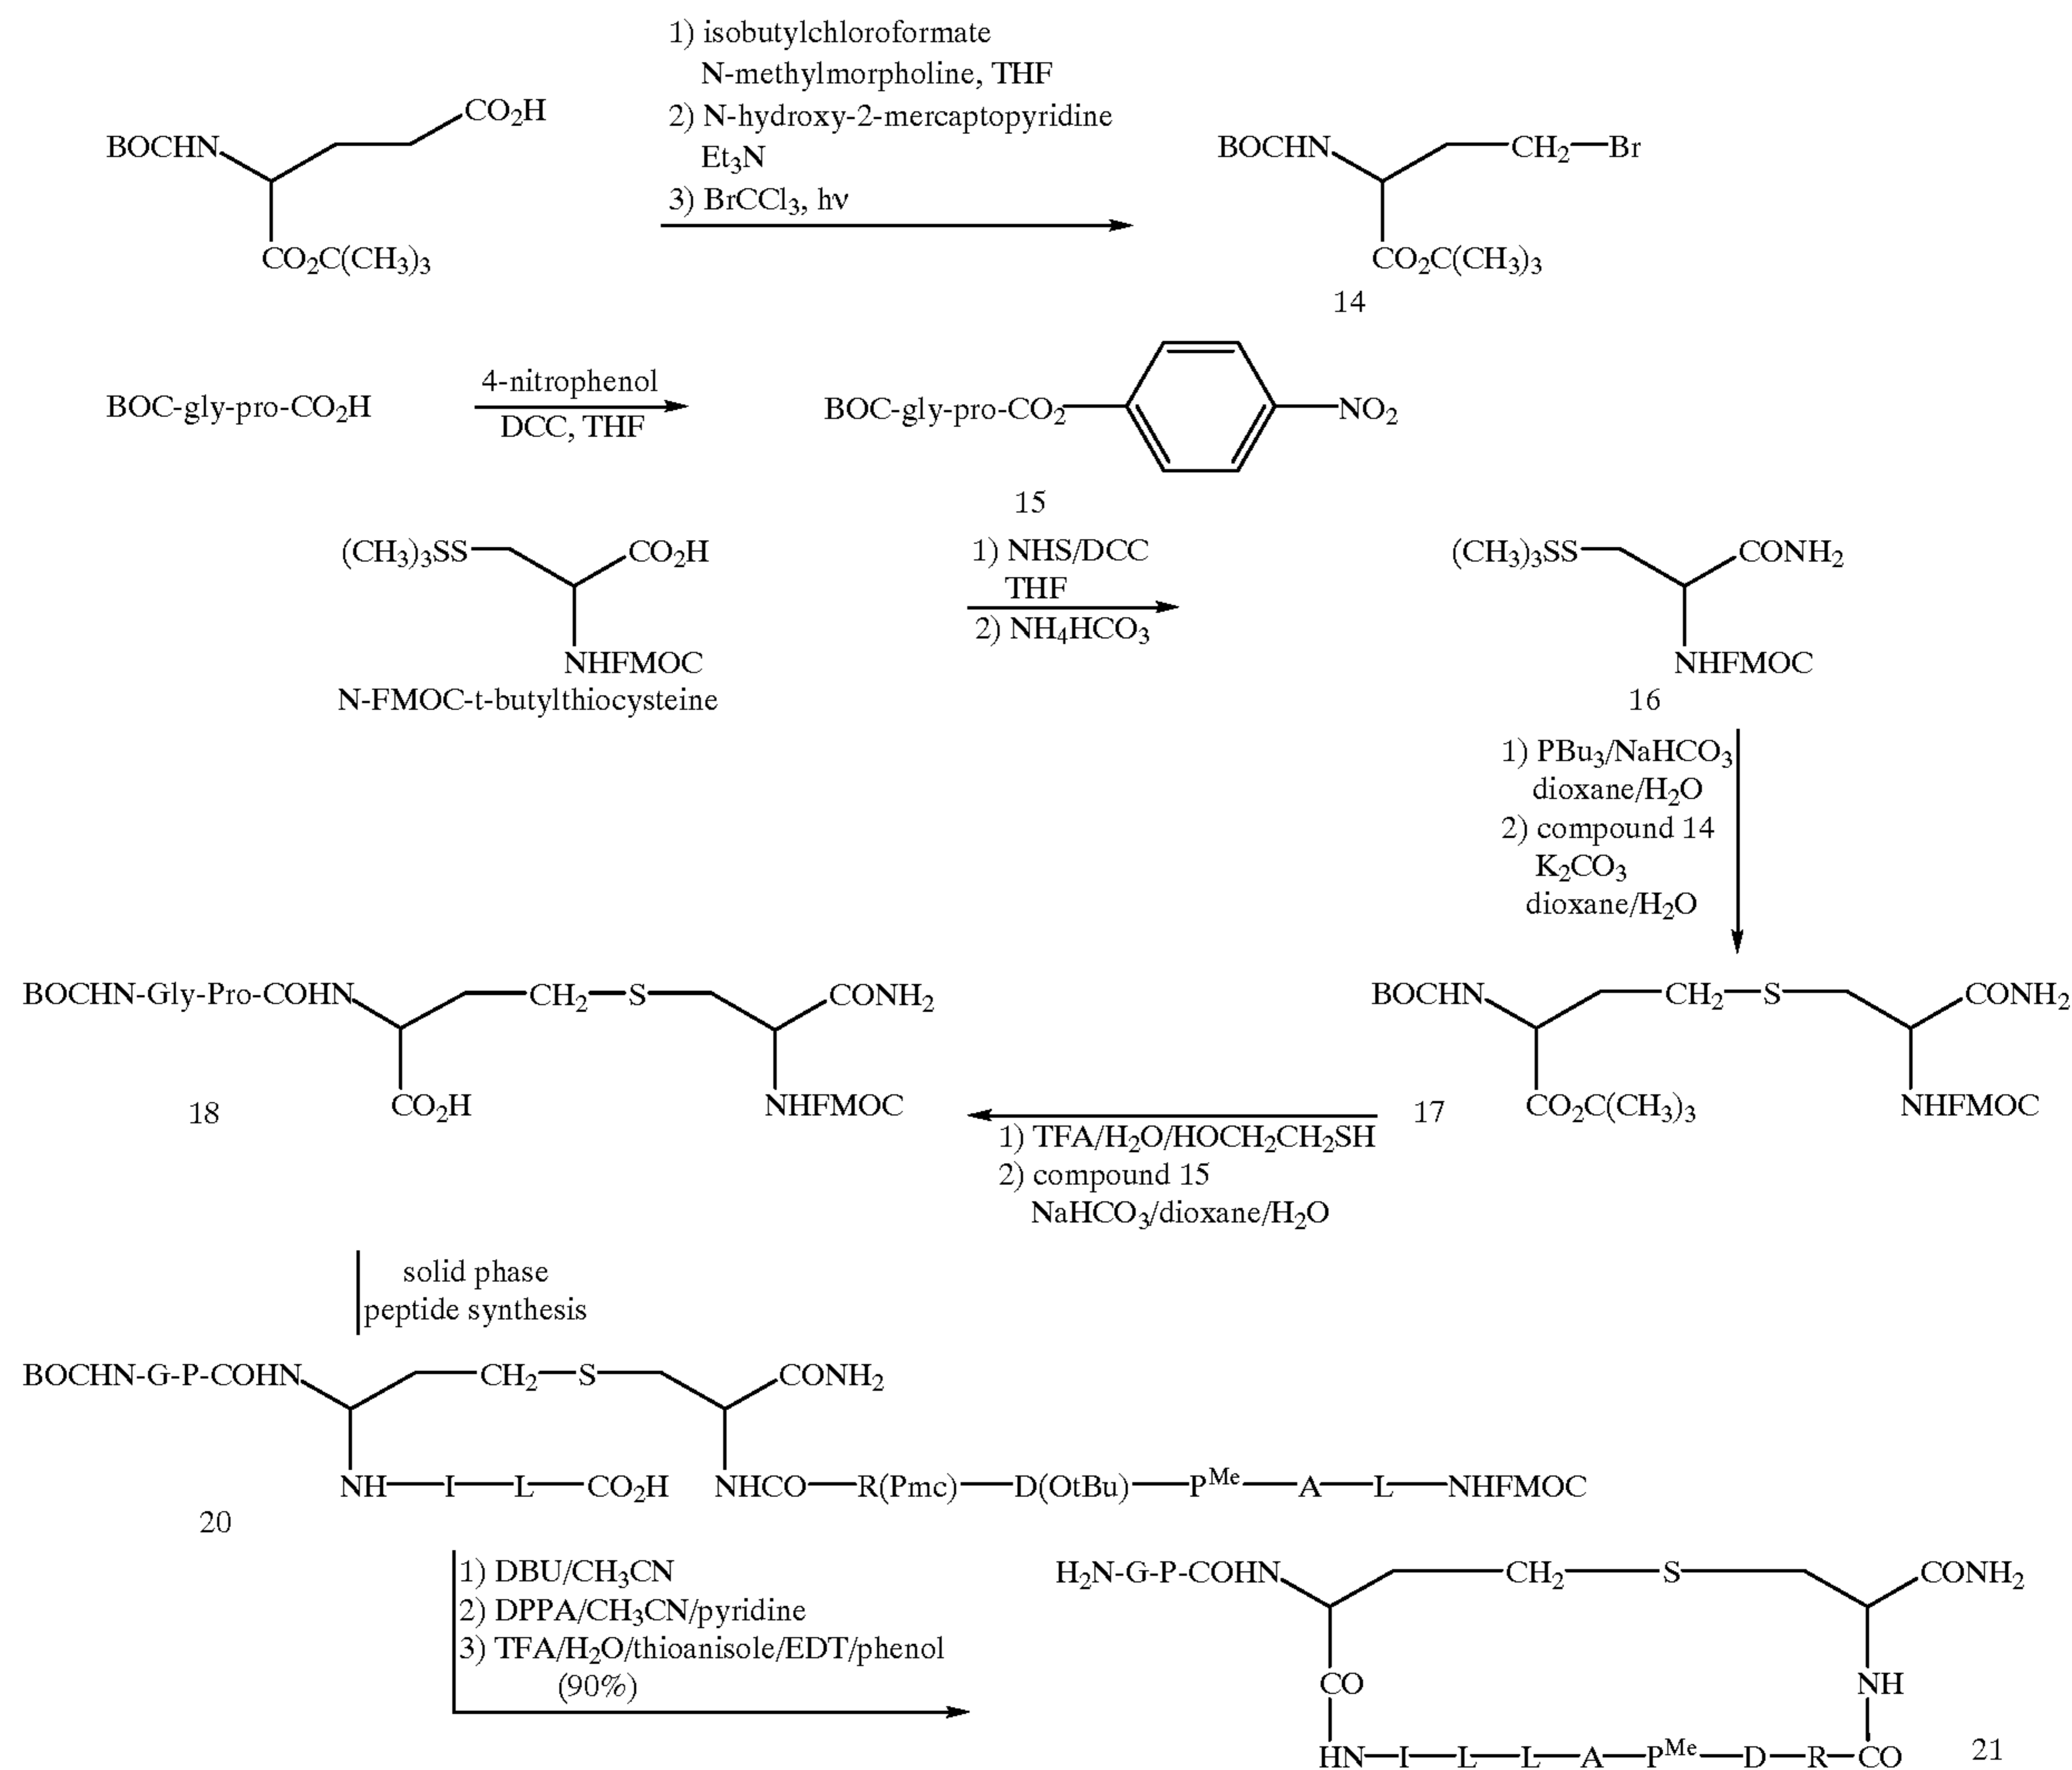 1) isobutylchloroformate
N-methylmorpholine, THF
2) N-hydroxy-2-mercaptopyridine
Et₃N
3) BrCCl₃, hν
BOCHN
CO₂H
CO₂C(CH₃)₃
BOCHN
CH₂—Br
CO₂C(CH₃)₃
14
BOC-gly-pro-CO₂H
4-nitrophenol
DCC, THF
BOC-gly-pro-CO₂
NO₂
15
(CH₃)₃SS
CO₂H
NHFMOC
N-FMOC-t-butylthiocysteine
1) NHS/DCC
THF
2) NH₄HCO₃
(CH₃)₃SS
CONH₂
NHFMOC
16
1) PBu₃/NaHCO₃
dioxane/H₂O
2) compound 14
K₂CO₃
dioxane/H₂O
BOCHN-Gly-Pro-COHN
CH₂—S
CONH₂
CO₂H
NHFMOC
18
BOCHN
CH₂—S
CONH₂
CO₂C(CH₃)₃
NHFMOC
17
1) TFA/H₂O/HOCH₂CH₂SH
2) compound 15
NaHCO₃/dioxane/H₂O
solid phase
peptide synthesis
BOCHN-G-P-COHN
CH₂—S
CONH₂
NH—I—L—CO₂H
NHCO—R(Pmc)—D(OtBu)—P^Me—A—L—NHFMOC
20
1) DBU/CH₃CN
2) DPPA/CH₃CN/pyridine
3) TFA/H₂O/thioanisole/EDT/phenol
(90%)
H₂N-G-P-COHN
CH₂—S
CONH₂
CO
NH
HN—I—L—L—A—P^Me—D—R—CO
21